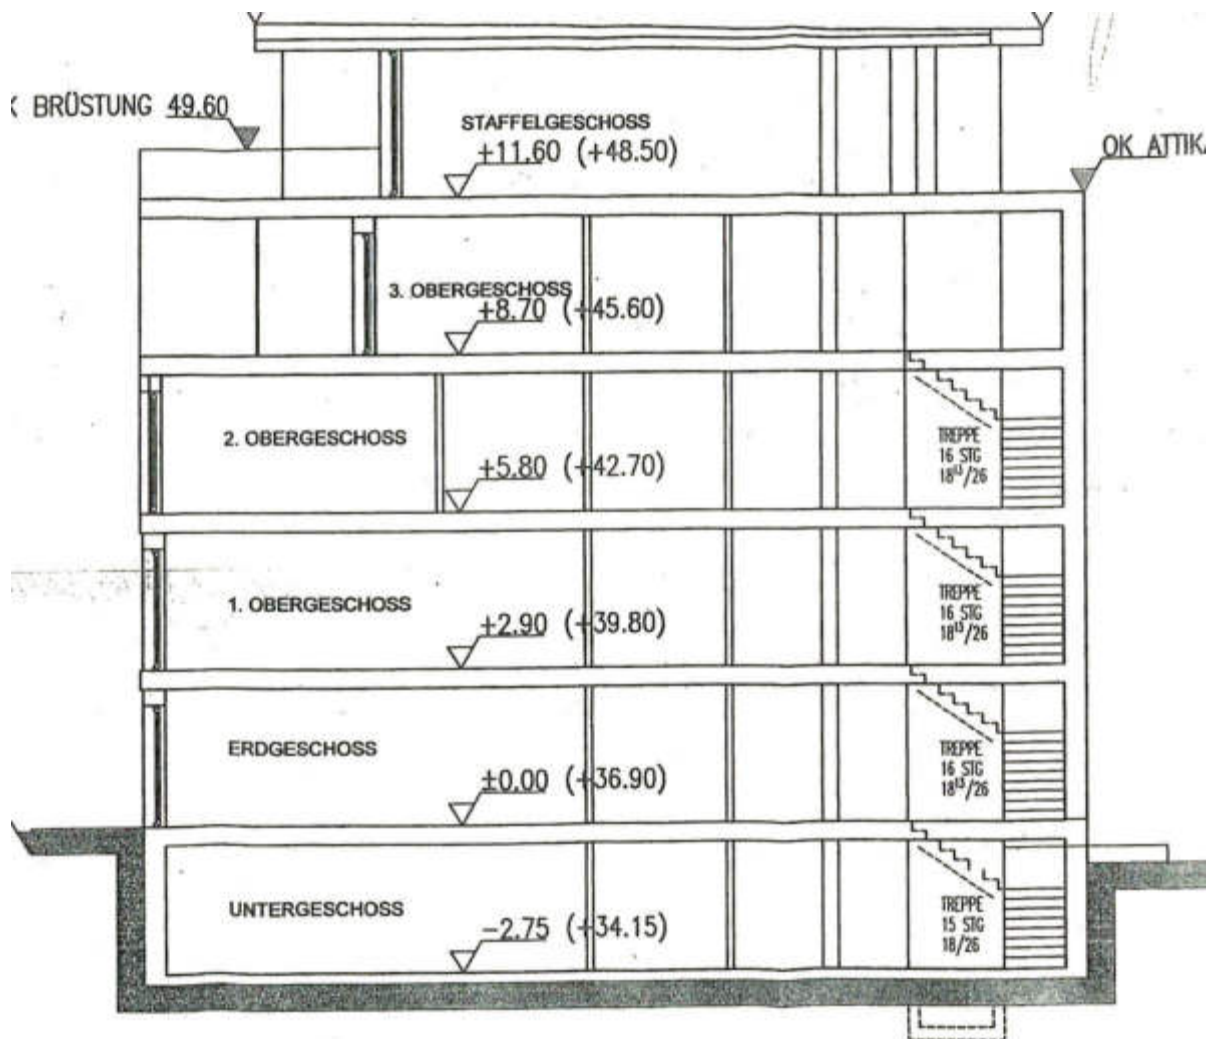 BRÜSTUNG 49.60
STAFFELGESCHOSS
+11.60 (+48.50)
OK ATTIKA
3. OBERGESCHOSS
+8.70 (+45.60)
2. OBERGESCHOSS
+5.80 (+42.70)
TREPPE
16 STG
18¹³/26
1. OBERGESCHOSS
+2.90 (+39.80)
TREPPE
16 STG
18¹³/26
ERDGESCHOSS
±0.00 (+36.90)
TREPPE
16 STG
18¹³/26
UNTERGESCHOSS
-2.75 (+34.15)
TREPPE
15 STG
18/26